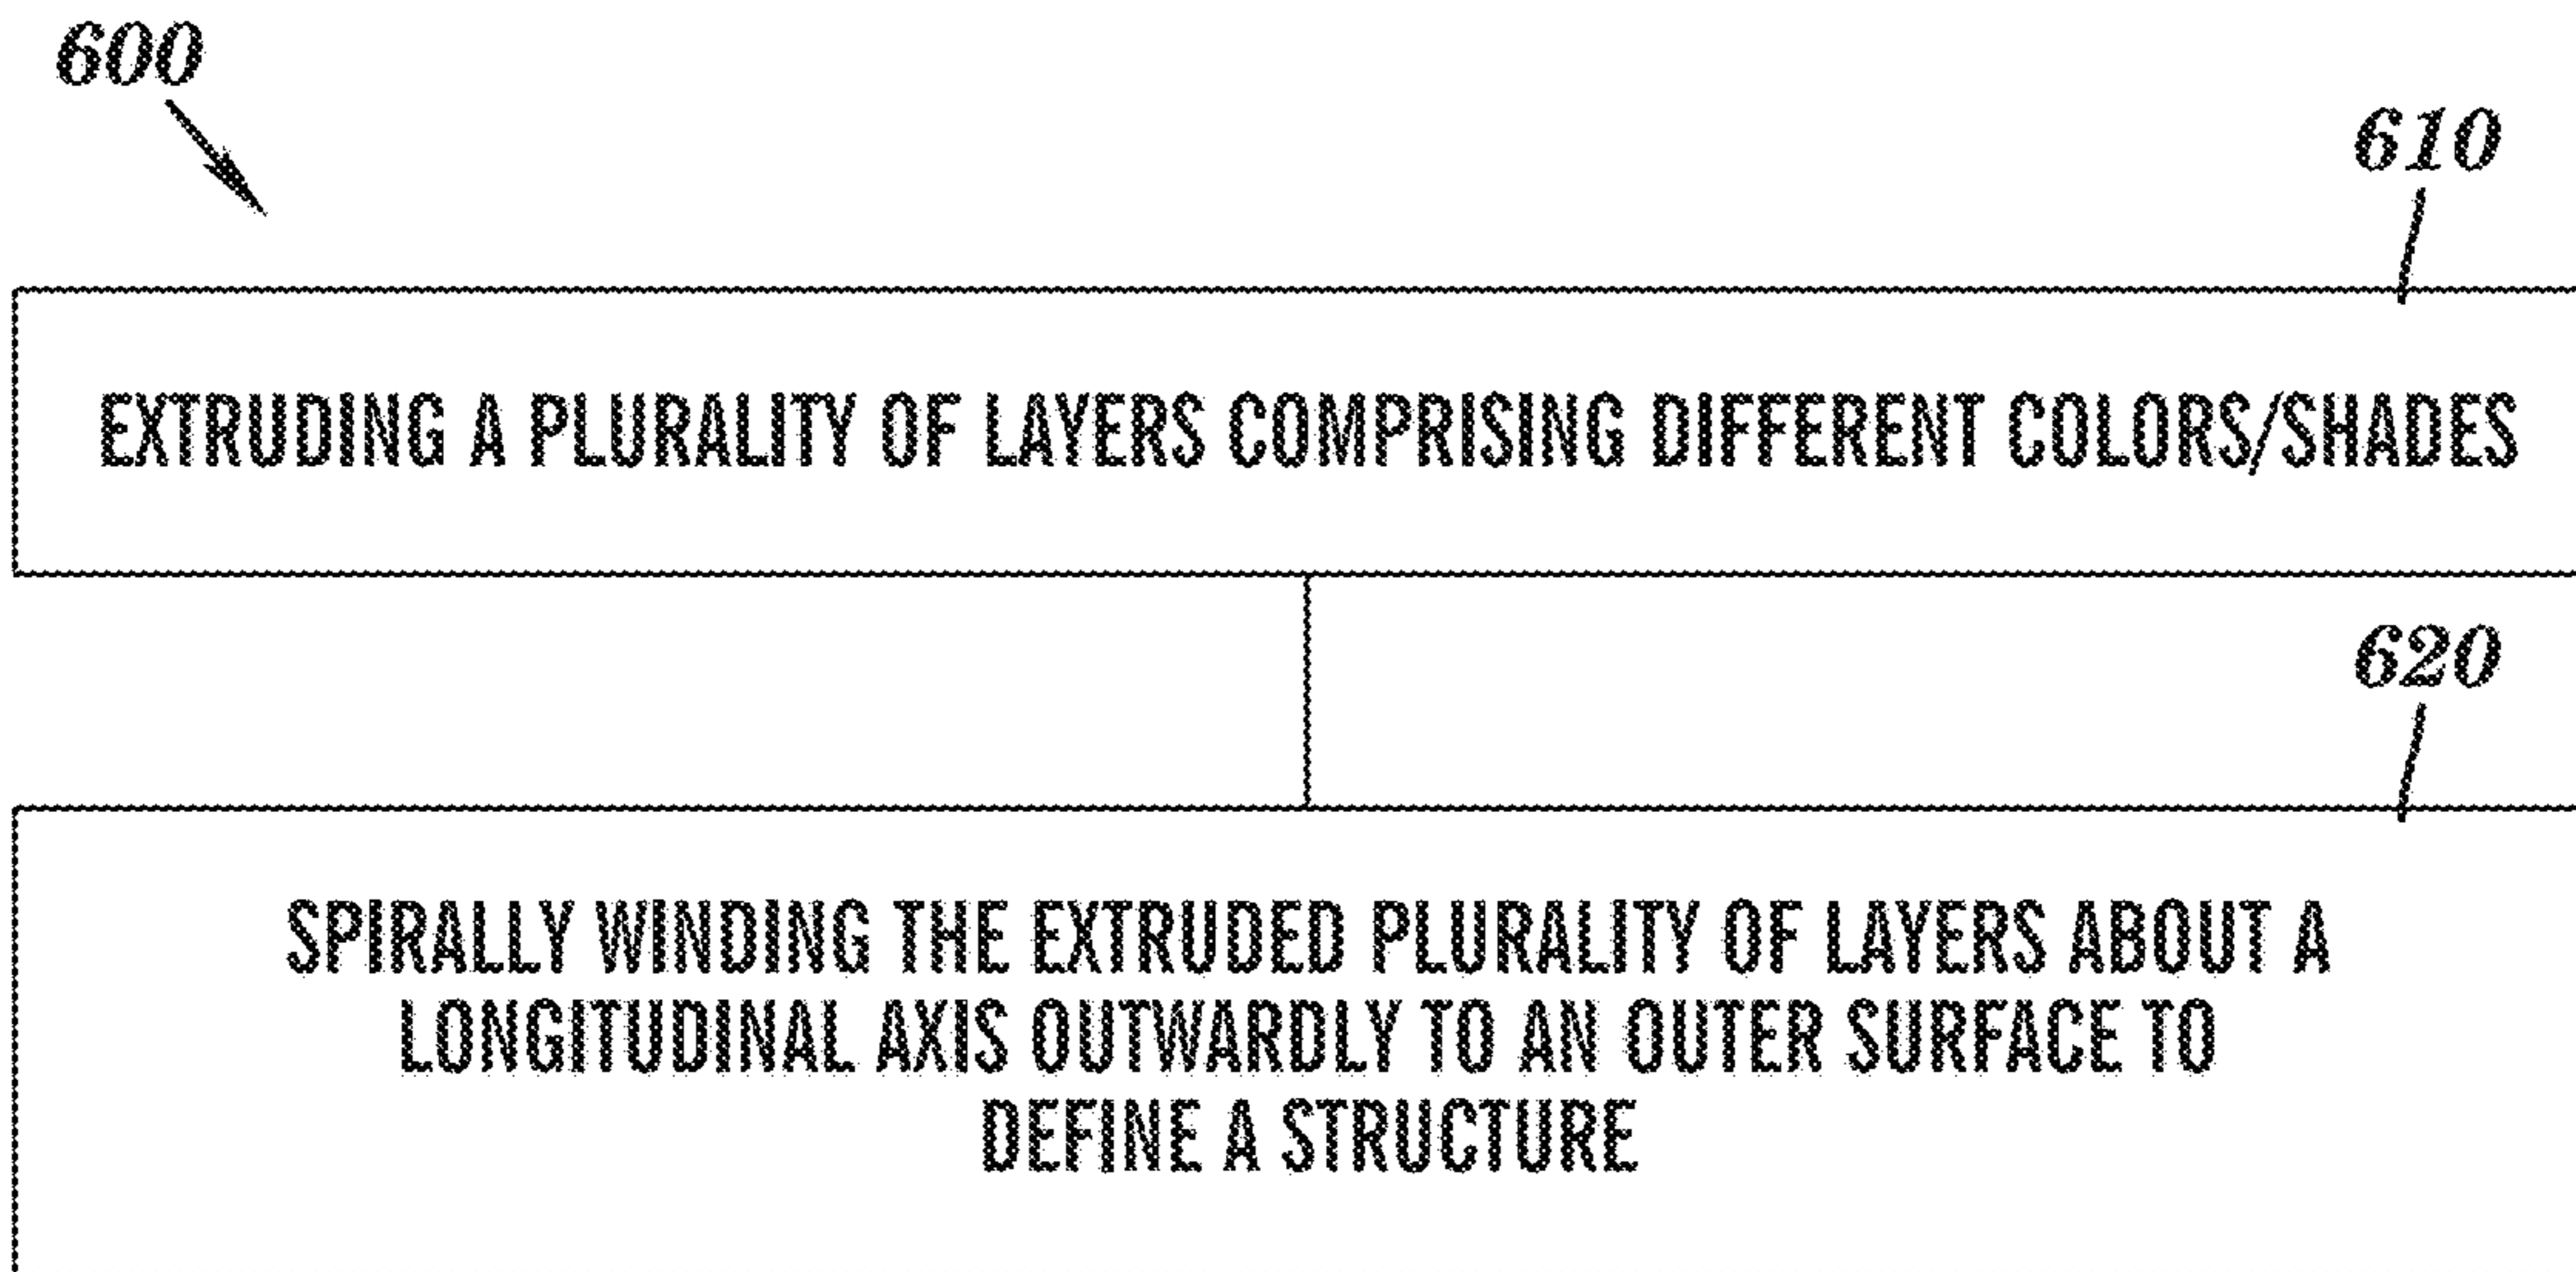 600
610
EXTRUDING A PLURALITY OF LAYERS COMPRISING DIFFERENT COLORS/SHADES
620
SPIRALLY WINDING THE EXTRUDED PLURALITY OF LAYERS ABOUT A
LONGITUDINAL AXIS OUTWARDLY TO AN OUTER SURFACE TO
DEFINE A STRUCTURE